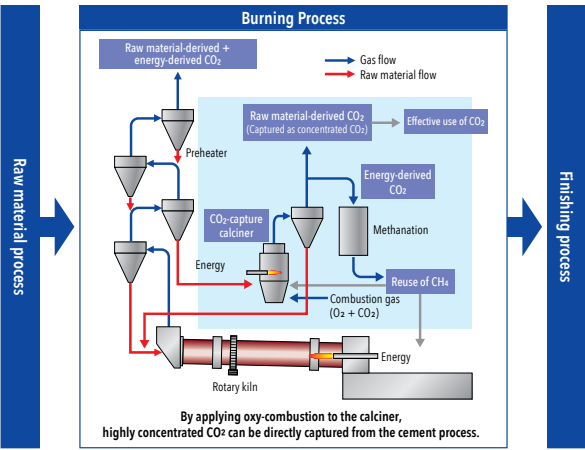 Burning Process
Raw material process
Finishing process
Raw material-derived +
energy-derived CO₂
Gas flow
Raw material flow
Preheater
Raw material-derived CO₂
(Captured as concentrated CO₂)
Effective use of CO₂
Energy-derived
CO₂
CO₂-capture
calciner
Methanation
Energy
Reuse of CH₄
Combustion gas
(O₂ + CO₂)
Energy
Rotary kiln
By applying oxy-combustion to the calciner,
highly concentrated CO² can be directly captured from the cement process.